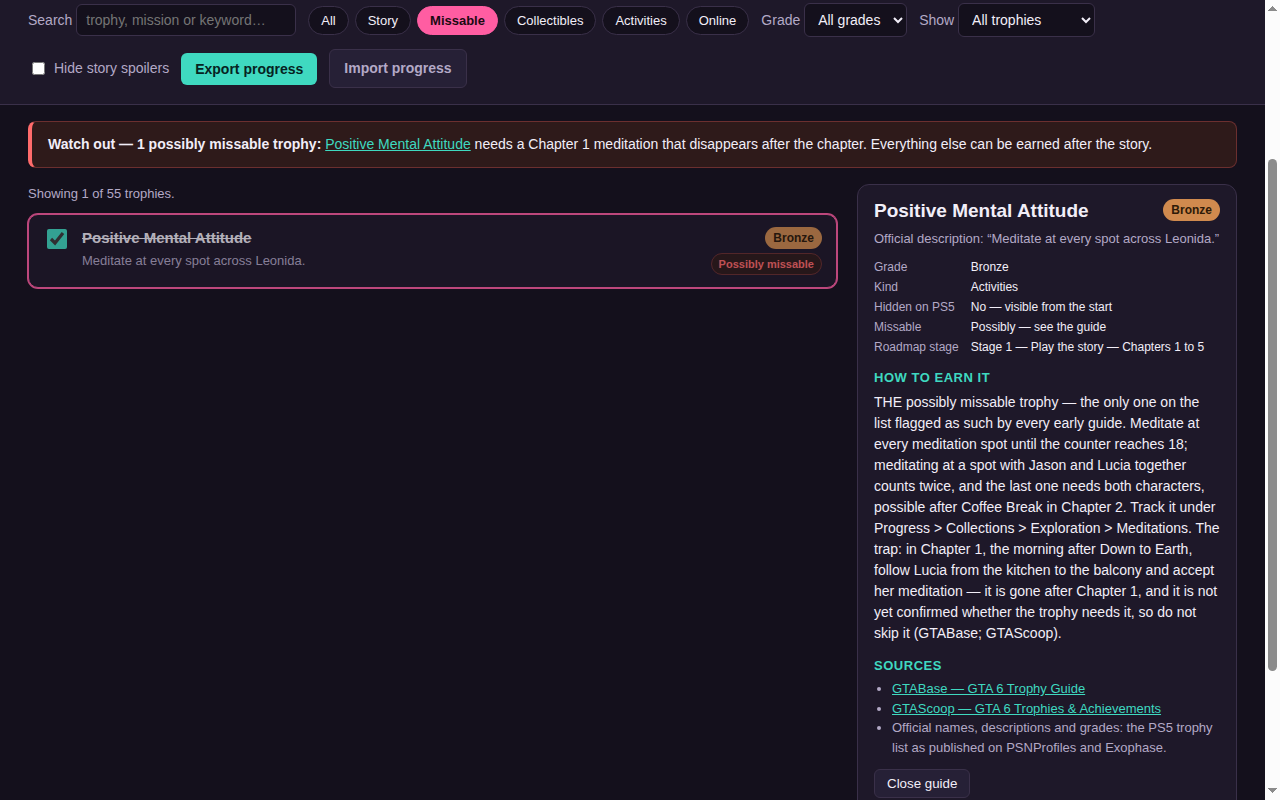 Search trophy, mission or keyword… All Story Missable Collectibles Activities Online Grade All grades Show All trophies
Hide story spoilers Export progress Import progress
Watch out — 1 possibly missable trophy: Positive Mental Attitude needs a Chapter 1 meditation that disappears after the chapter. Everything else can be earned after the story.
Showing 1 of 55 trophies.
Positive Mental Attitude Bronze
Meditate at every spot across Leonida. Possibly missable
Positive Mental Attitude Bronze
Official description: “Meditate at every spot across Leonida.”
Grade Bronze
Kind Activities
Hidden on PS5 No — visible from the start
Missable Possibly — see the guide
Roadmap stage Stage 1 — Play the story — Chapters 1 to 5
HOW TO EARN IT
THE possibly missable trophy — the only one on the
list flagged as such by every early guide. Meditate at
every meditation spot until the counter reaches 18;
meditating at a spot with Jason and Lucia together
counts twice, and the last one needs both characters,
possible after Coffee Break in Chapter 2. Track it under
Progress > Collections > Exploration > Meditations. The
trap: in Chapter 1, the morning after Down to Earth,
follow Lucia from the kitchen to the balcony and accept
her meditation — it is gone after Chapter 1, and it is not
yet confirmed whether the trophy needs it, so do not
skip it (GTABase; GTAScoop).
SOURCES
GTABase — GTA 6 Trophy Guide
GTAScoop — GTA 6 Trophies & Achievements
Official names, descriptions and grades: the PS5 trophy
list as published on PSNProfiles and Exophase.
Close guide